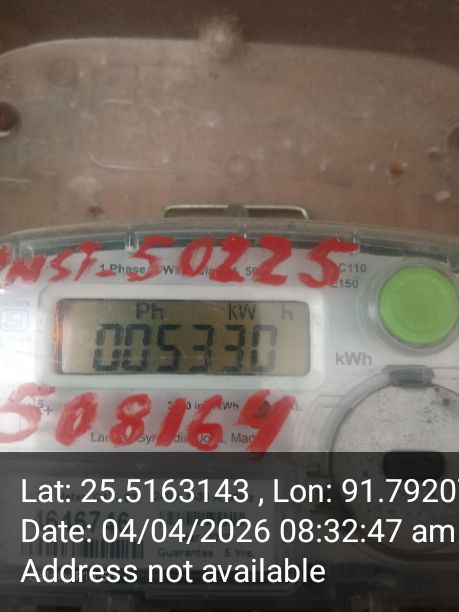 INST-50225
1 Phase
C110
Ph kW h
005330
kWh
508164
Lat: 25.5163143 , Lon: 91.7920
Date: 04/04/2026 08:32:47 am
Guarantee : 5 Yrs.
Address not available